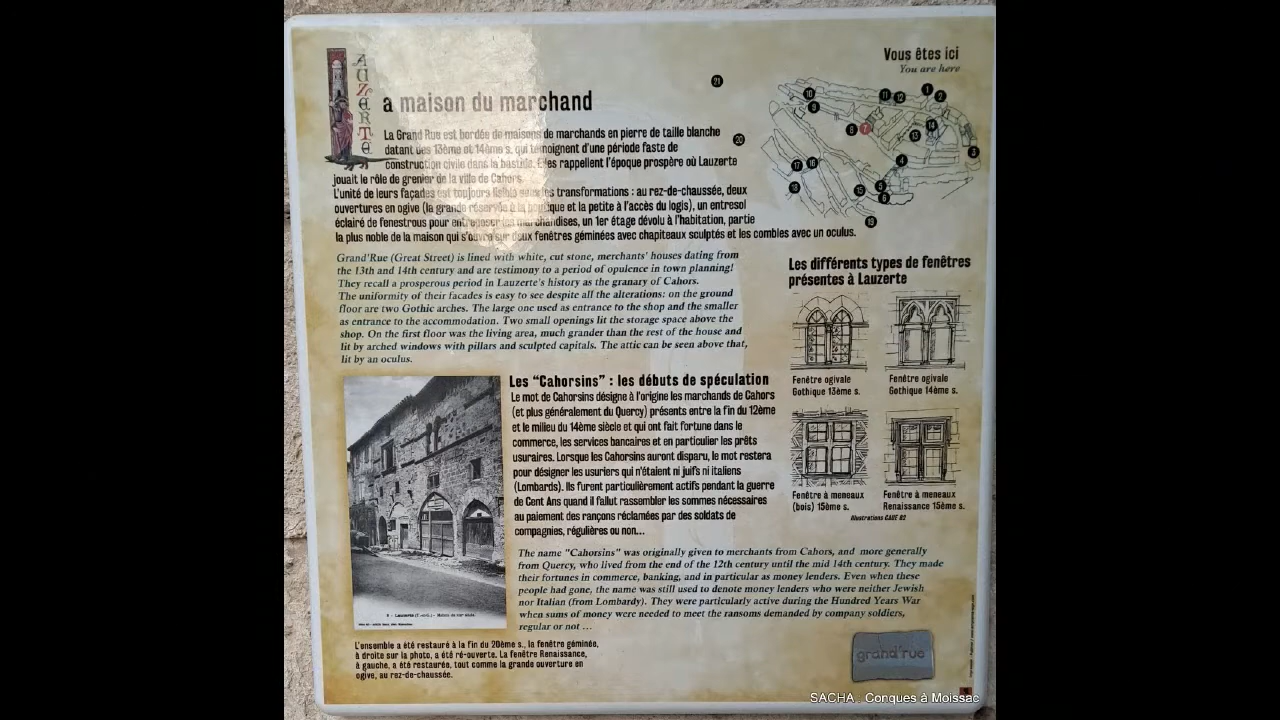 LAUZERTE
a maison du marchand
La Grand Rue est bordée de maisons de marchands en pierre de taille blanche
datant des 13ème et 14ème s. qui témoignent d'une période faste de
construction civile dans la bastide. Elles rappellent l'époque prospère où Lauzerte
jouait le rôle de grenier de la ville de Cahors.
L'unité de leurs façades est toujours lisible les transformations : au rez-de-chaussée, deux
ouvertures en ogive (la grande réservée à la boutique et la petite à l'accès du logis), un entresol
éclairé de fenestrous pour entreposer les marchandises, un 1er étage dévolu à l'habitation, partie
la plus noble de la maison qui s'ouvre sur deux fenêtres géminées avec chapiteaux sculptés et les combles avec un oculus.
Grand'Rue (Great Street) is lined with white, cut stone, merchants' houses dating from
the 13th and 14th century and are testimony to a period of opulence in town planning!
They recall a prosperous period in Lauzerte's history as the granary of Cahors.
The uniformity of their facades is easy to see despite all the alterations: on the ground
floor are two Gothic arches. The large one used as entrance to the shop and the smaller
as entrance to the accommodation. Two small openings lit the storage space above the
shop. On the first floor was the living area, much grander than the rest of the house and
lit by arched windows with pillars and sculpted capitals. The attic can be seen above that,
lit by an oculus.
Vous êtes ici
You are here
21
20
10
9
11
12
1
2
8
7
14
13
3
17
16
4
18
15
5
6
19
Les différents types de fenêtres
présentes à Lauzerte
Fenêtre ogivale
Gothique 13ème s.
Fenêtre ogivale
Gothique 14ème s.
Fenêtre à meneaux
(bois) 15ème s.
Fenêtre à meneaux
Renaissance 15ème s.
Illustrations CAUE 82
Les "Cahorsins" : les débuts de spéculation
Le mot de Cahorsins désigne à l'origine les marchands de Cahors
(et plus généralement du Quercy) présents entre la fin du 12ème
et le milieu du 14ème siècle et qui ont fait fortune dans le
commerce, les services bancaires et en particulier les prêts
usuraires. Lorsque les Cahorsins auront disparu, le mot restera
pour désigner les usuriers qui n'étaient ni juifs ni italiens
(Lombards). Ils furent particulièrement actifs pendant la guerre
de Cent Ans quand il fallut rassembler les sommes nécessaires
au paiement des rançons réclamées par des soldats de
compagnies, régulières ou non...
The name "Cahorsins" was originally given to merchants from Cahors, and more generally
from Quercy, who lived from the end of the 12th century until the mid 14th century. They made
their fortunes in commerce, banking, and in particular as money lenders. Even when these
people had gone, the name was still used to denote money lenders who were neither Jewish
nor Italian (from Lombardy). They were particularly active during the Hundred Years War
when sums of money were needed to meet the ransoms demanded by company soldiers,
regular or not ...
L'ensemble a été restauré à la fin du 20ème s., la fenêtre géminée,
à droite sur la photo, a été ré-ouverte. La fenêtre Renaissance,
à gauche, a été restaurée, tout comme la grande ouverture en
ogive, au rez-de-chaussée.
grand'rue
SACHA . Conques à Moissac